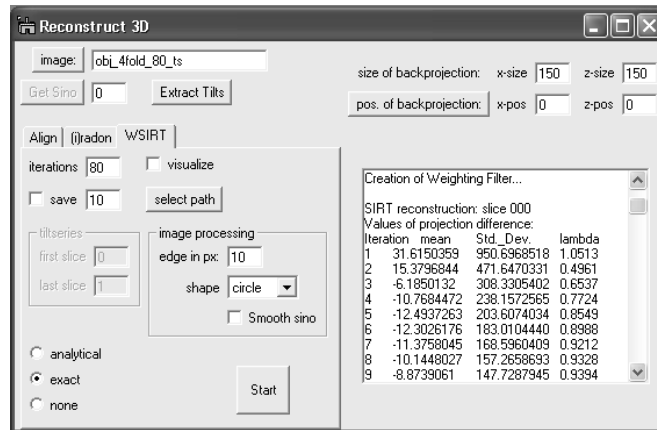 Reconstruct 3D
image: obj_4fold_80_ts
Get Sino 0 Extract Tilts
size of backprojection: x-size 150 z-size 150
pos. of backprojection: x-pos 0 z-pos 0
Align (i)radon WSIRT
iterations 80 visualize
save 10 select path
tiltseries
first slice 0
last slice 1
image processing
edge in px: 10
shape circle
Smooth sino
analytical
exact
none
Start
Creation of Weighting Filter...
SIRT reconstruction: slice 000
Values of projection difference:
Iteration mean Std._Dev. lambda
1 31.6150359 950.6968518 1.0513
2 15.3796844 471.6470331 0.4961
3 -6.1850132 308.3305402 0.6537
4 -10.7684472 238.1572565 0.7724
5 -12.4937263 203.6074034 0.8549
6 -12.3026176 183.0104440 0.8988
7 -11.3758045 168.5960409 0.9212
8 -10.1448027 157.2658693 0.9328
9 -8.8739061 147.7287945 0.9394